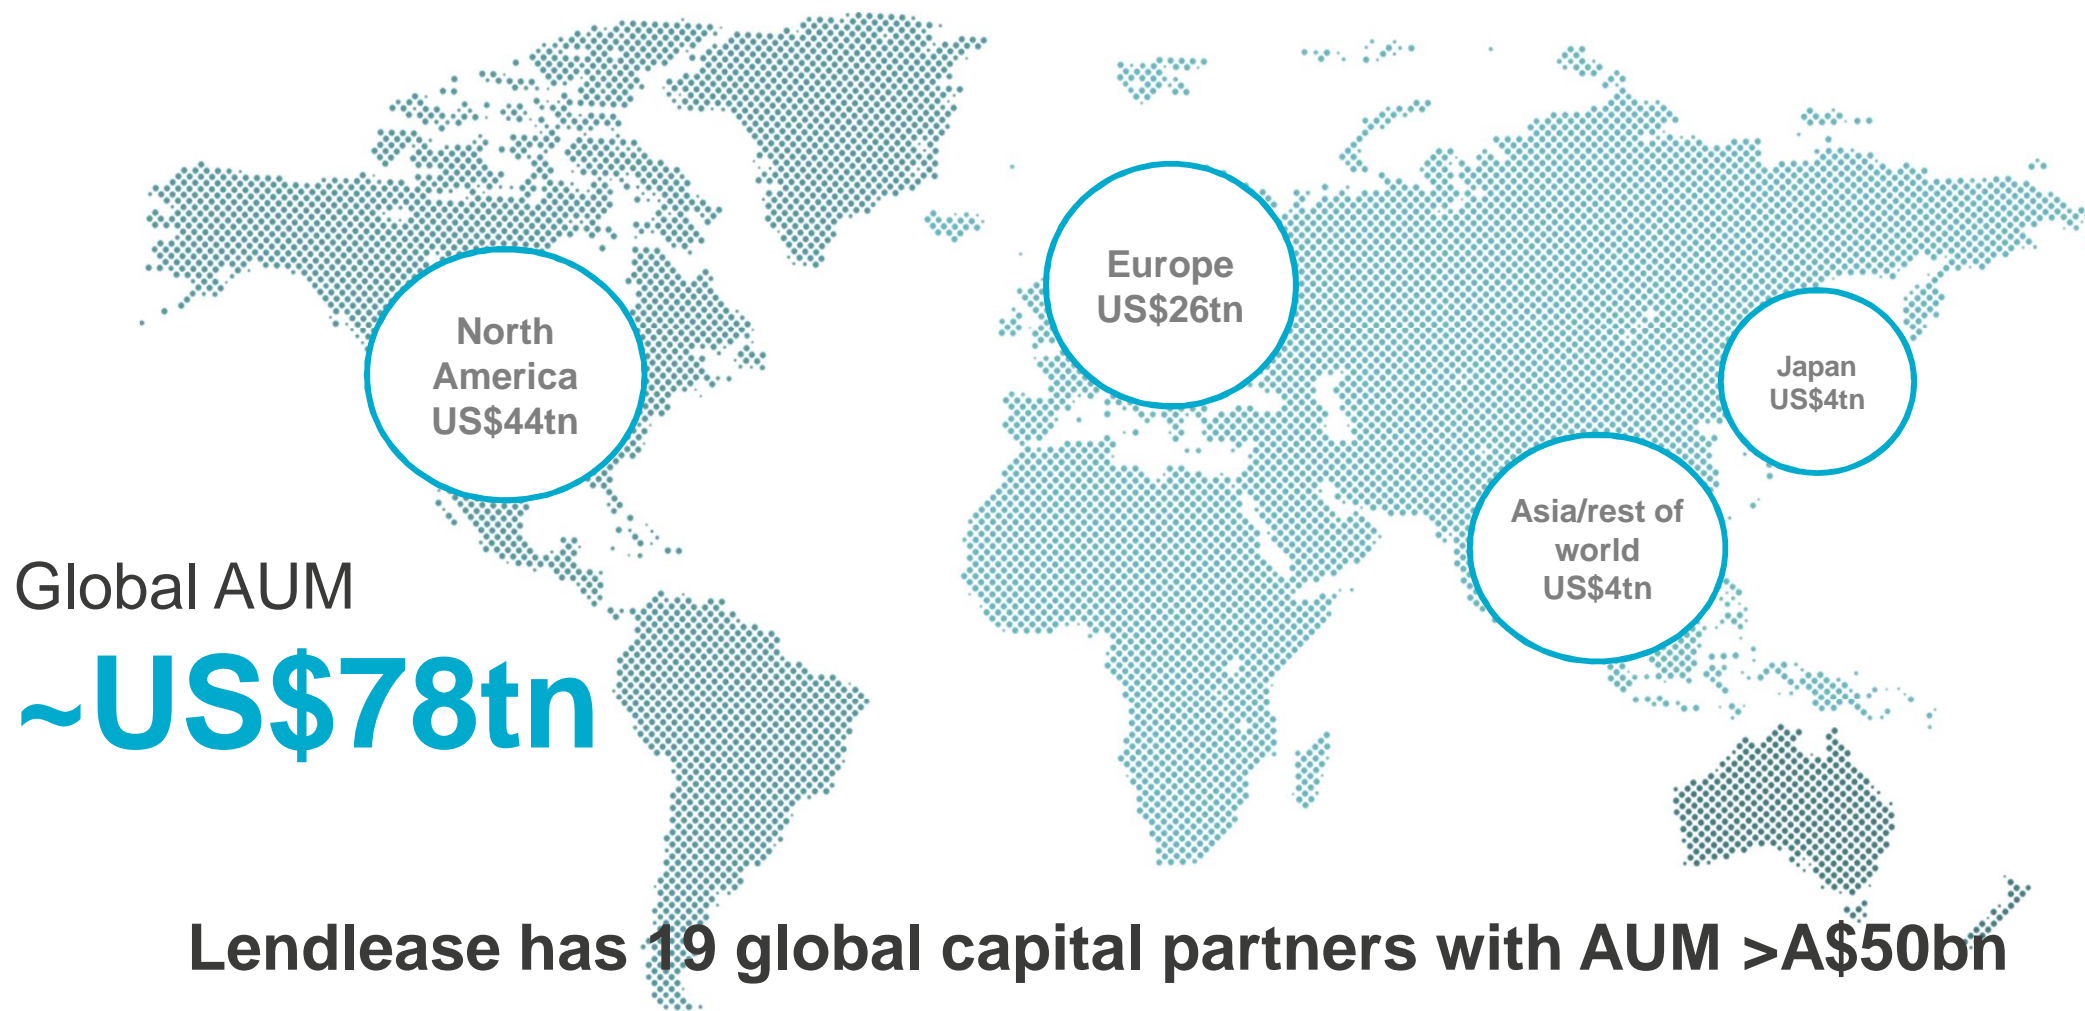 Europe
US$26tn
North
America
US$44tn
Japan
US$4tn
Asia/rest of
world
US$4tn
Global AUM
~US$78tn
Lendlease has 19 global capital partners with AUM >A$50bn